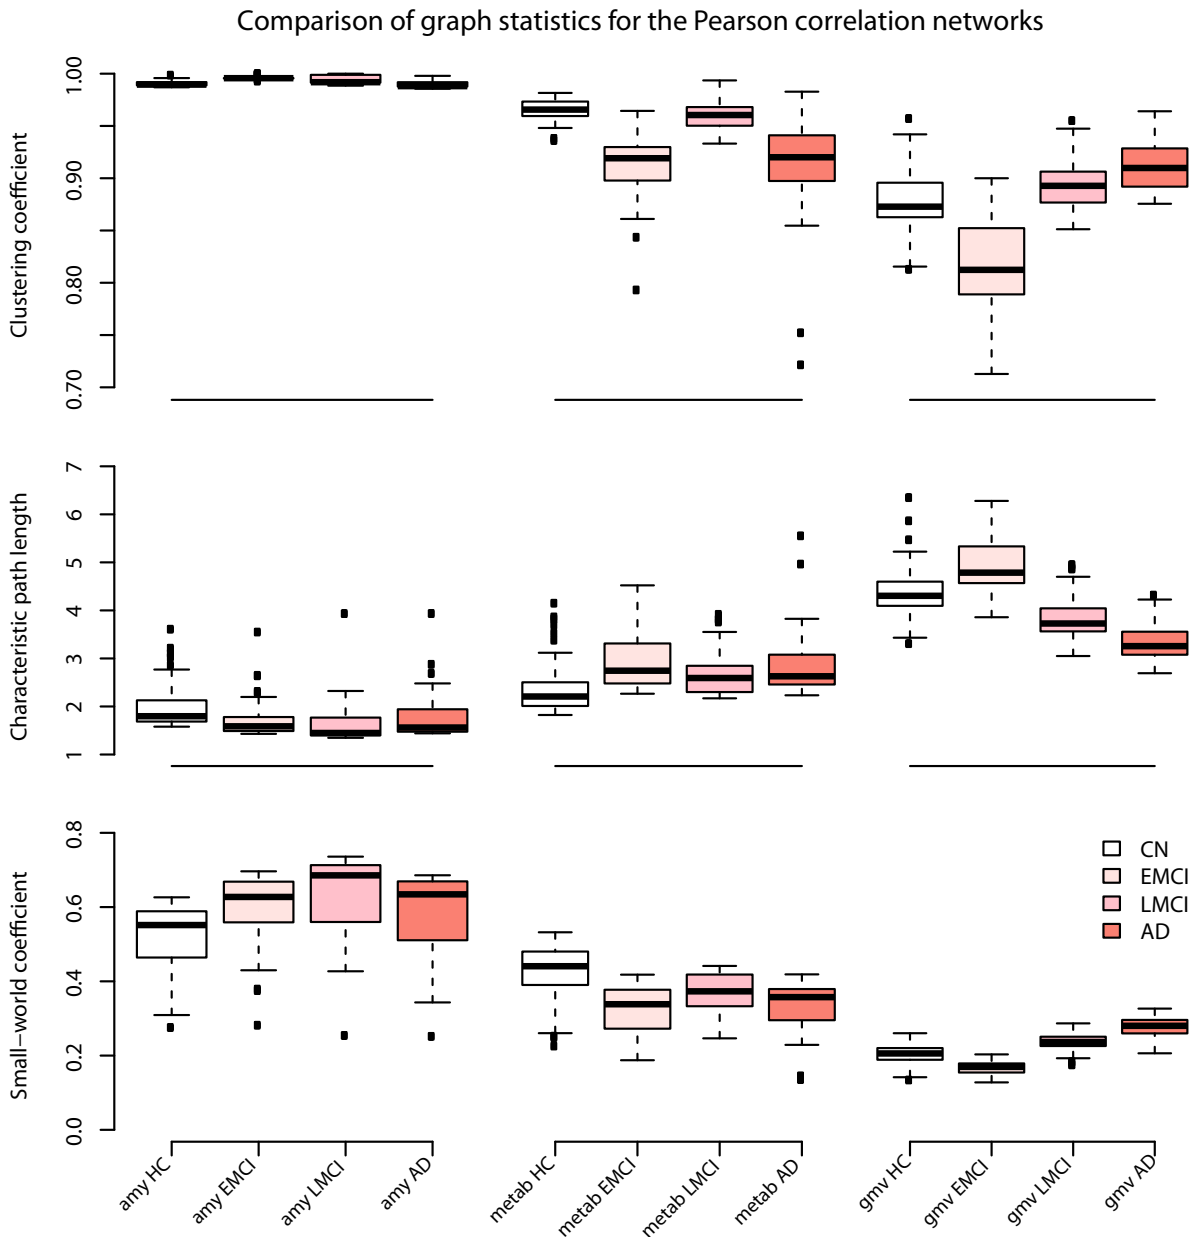 Comparison of graph statistics for the Pearson correlation networks
Clustering coefficient
1.00
0.90
0.80
0.70
Characteristic path length
7
6
5
4
3
2
1
Small−world coefficient
0.8
0.6
0.4
0.2
0.0
CN
EMCI
LMCI
AD
amy HC
amy EMCI
amy LMCI
amy AD
metab HC
metab EMCI
metab LMCI
metab AD
gmv HC
gmv EMCI
gmv LMCI
gmv AD